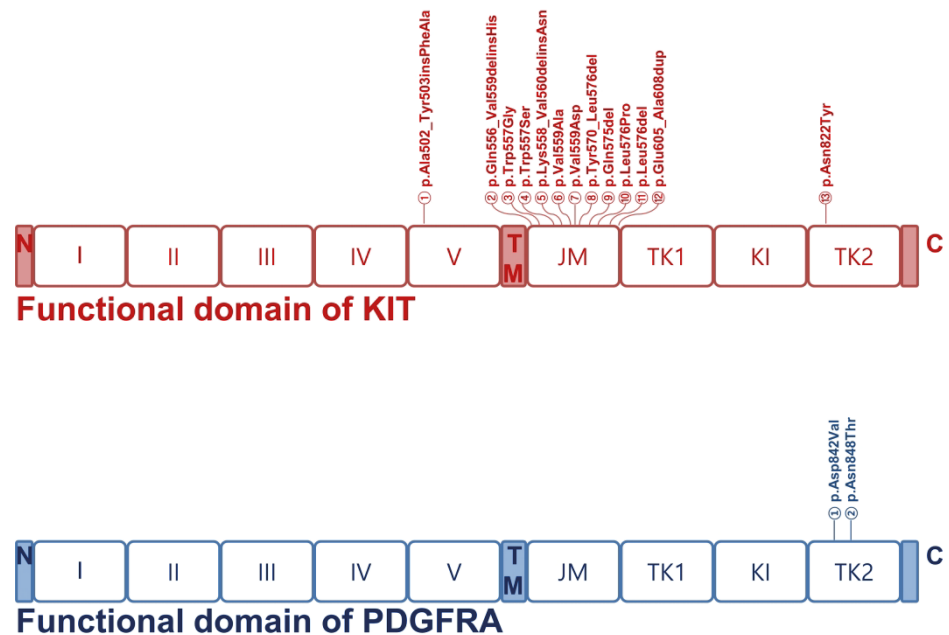 ① p.Ala502_Tyr503insPheAla
② p.Gln556_Val559delinsHis
③ p.Trp557Gly
④ p.Trp557Ser
⑤ p.Lys558_Val560delinsAsn
⑥ p.Val559Ala
⑦ p.Val559Asp
⑧ p.Tyr570_Leu576del
⑨ p.Gln575del
⑩ p.Leu576Pro
⑪ p.Leu576del
⑫ p.Glu605_Ala608dup
⑬ p.Asn822Tyr
N I II III IV V TM JM TK1 KI TK2 C
Functional domain of KIT
① p.Asp842Val
② p.Asn848Thr
N I II III IV V TM JM TK1 KI TK2 C
Functional domain of PDGFRA